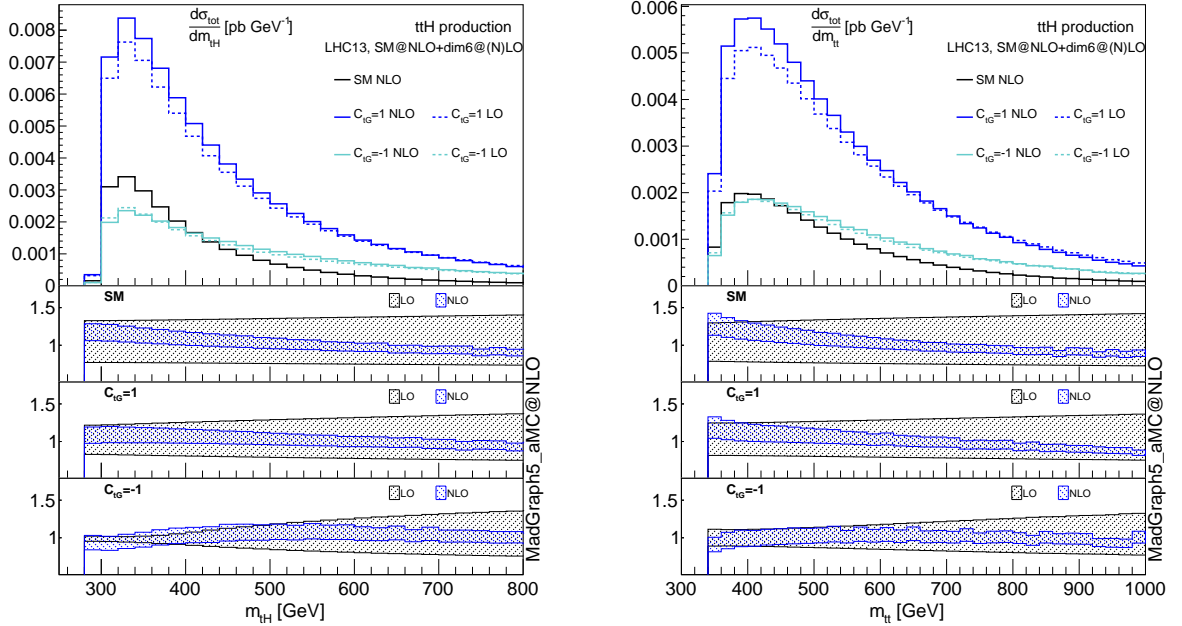 dσ_tot/dm_tH [pb GeV⁻¹]
ttH production
LHC13, SM@NLO+dim6@(N)LO
SM NLO
C_tG=1 NLO C_tG=1 LO
C_tG=-1 NLO C_tG=-1 LO
0.008
0.007
0.006
0.005
0.004
0.003
0.002
0.001
0
SM LO NLO
1.5
1
C_tG=1 LO NLO
1.5
1
C_tG=-1 LO NLO
1.5
1
300 400 500 600 700 800
m_tH [GeV]
MadGraph5_aMC@NLO
dσ_tot/dm_tt [pb GeV⁻¹]
ttH production
LHC13, SM@NLO+dim6@(N)LO
SM NLO
C_tG=1 NLO C_tG=1 LO
C_tG=-1 NLO C_tG=-1 LO
0.006
0.005
0.004
0.003
0.002
0.001
0
SM LO NLO
1.5
1
C_tG=1 LO NLO
1.5
1
C_tG=-1 LO NLO
1.5
1
300 400 500 600 700 800 900 1000
m_tt [GeV]
MadGraph5_aMC@NLO